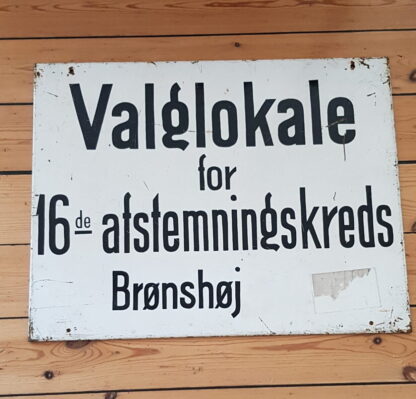 Valglokale
for
16de afstemningskreds
Brønshøj